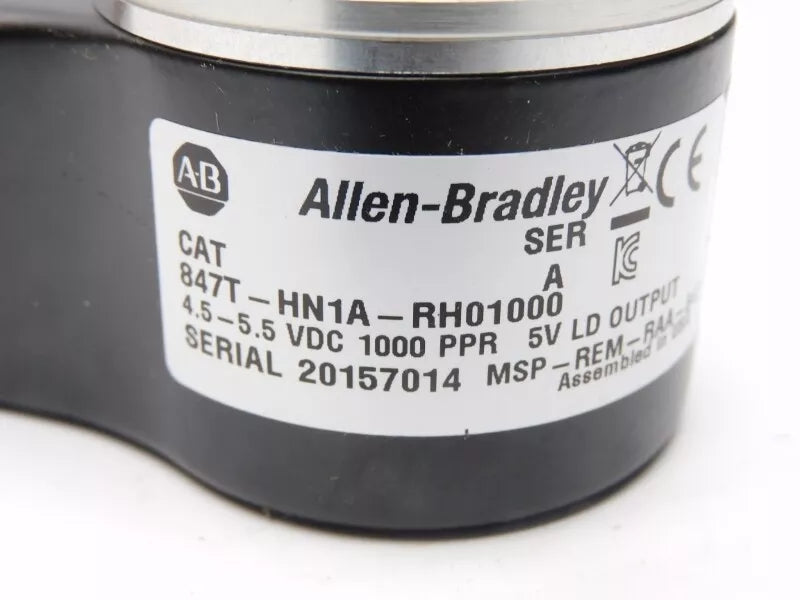 A-B
Allen-Bradley
CE
CAT
SER
847T-HN1A-RH01000
A
4.5-5.5 VDC 1000 PPR 5V LD OUTPUT
SERIAL 20157014 MSP-REM-RAA-
Assembled in